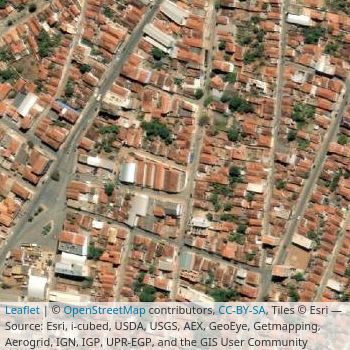 Leaflet | © OpenStreetMap contributors, CC-BY-SA, Tiles © Esri —
Source: Esri, i-cubed, USDA, USGS, AEX, GeoEye, Getmapping,
Aerogrid, IGN, IGP, UPR-EGP, and the GIS User Community